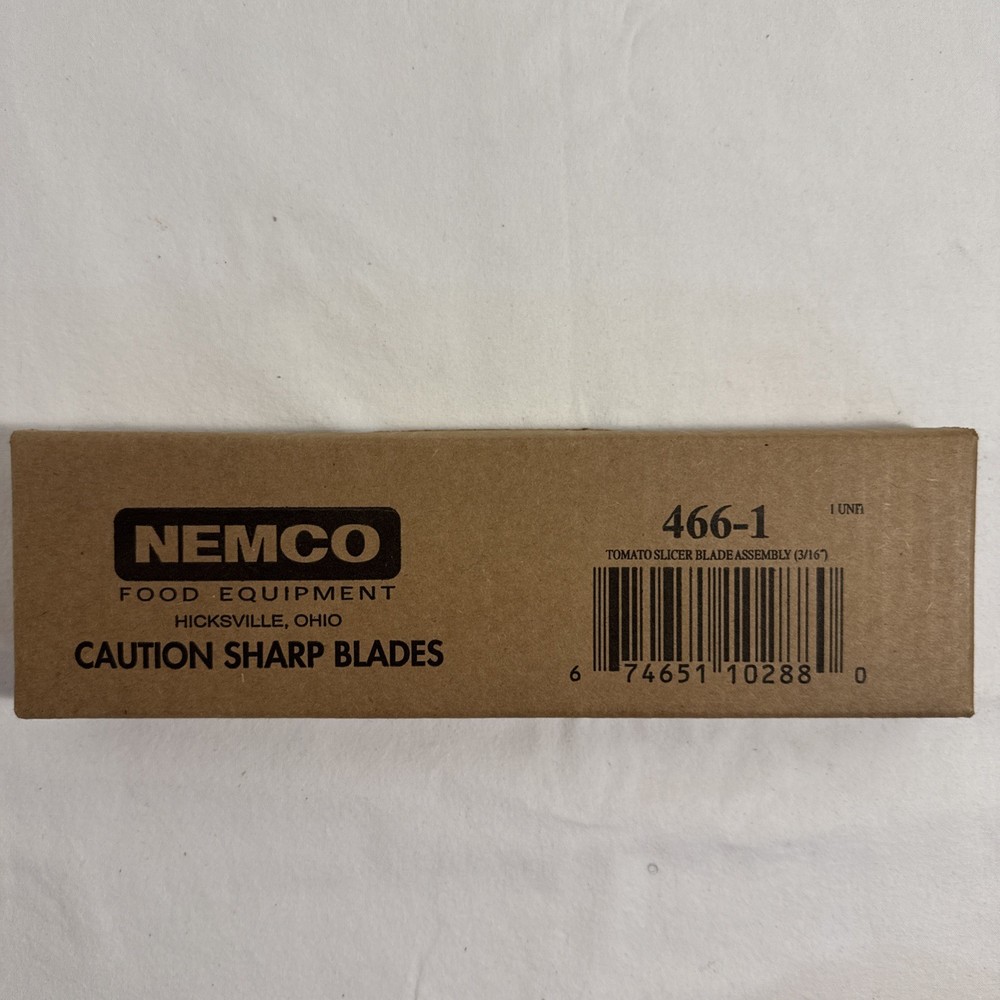 NEMCO
FOOD EQUIPMENT
HICKSVILLE, OHIO
CAUTION SHARP BLADES
466-1
1 UNIT
TOMATO SLICER BLADE ASSEMBLY (3/16")
6 74651 10288 0